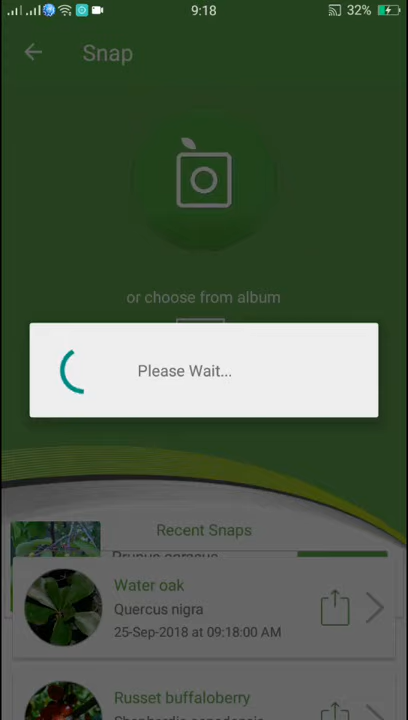 9:18
32%
Snap
or choose from album
Please Wait...
Recent Snaps
Prunus
Water oak
Quercus nigra
25-Sep-2018 at 09:18:00 AM
Russet buffaloberry
Shepherdia canadensis